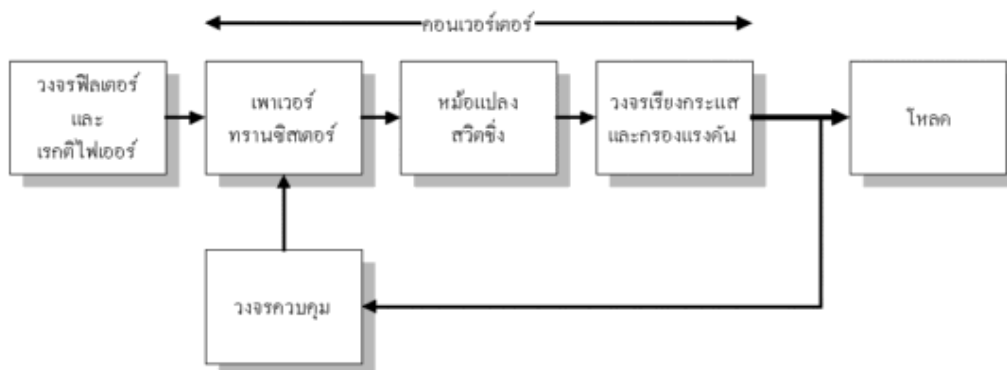 คอนเวอร์เตอร์
วงจรฟิลเตอร์
และ
เรกติไฟเออร์
เพาเวอร์
ทรานซิสเตอร์
หม้อแปลง
สวิตชิ่ง
วงจรเรียงกระแส
และกรองแรงดัน
โหลด
วงจรควบคุม